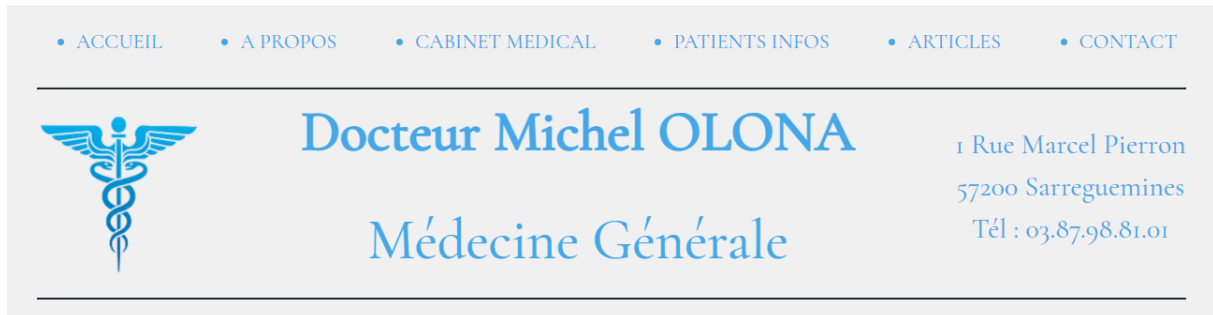 ACCUEIL A PROPOS CABINET MEDICAL PATIENTS INFOS ARTICLES CONTACT
Docteur Michel OLONA
Médecine Générale
1 Rue Marcel Pierron
57200 Sarreguemines
Tél : 03.87.98.81.01